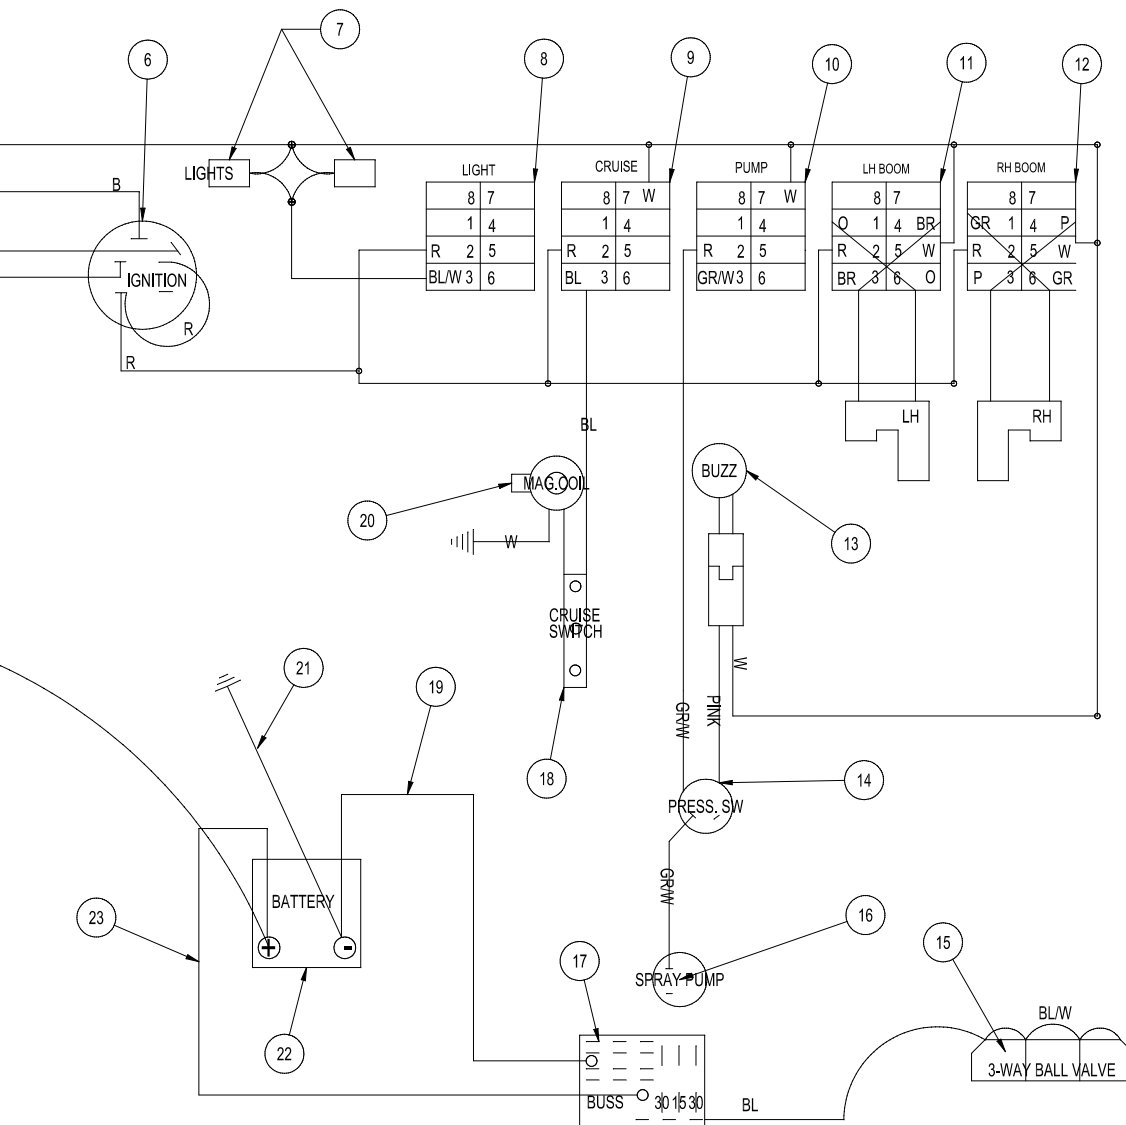 7
6
8
9
10
11
12
LIGHTS
LIGHT
CRUISE
PUMP
LH BOOM
RH BOOM
B
8 7
8 7 W
8 7 W
8 7
8 7
1 4
1 4
1 4
O 1 4 BR
GR 1 4 P
R 2 5
R 2 5
R 2 5
R 2 5 W
R 2 5 W
BL/W 3 6
BL 3 6
GR/W 3 6
BR 3 6 O
P 3 6 GR
IGNITION
R
R
LH
RH
BL
BUZZ
MAG.COIL
20
13
W
CRUISE
SWITCH
W
21
19
PINK
GR/W
18
14
PRESS. SW
GR/W
BATTERY
23
16
15
+
-
17
SPRAY PUMP
BL/W
22
3-WAY BALL VALVE
BUSS
30 15 30
BL